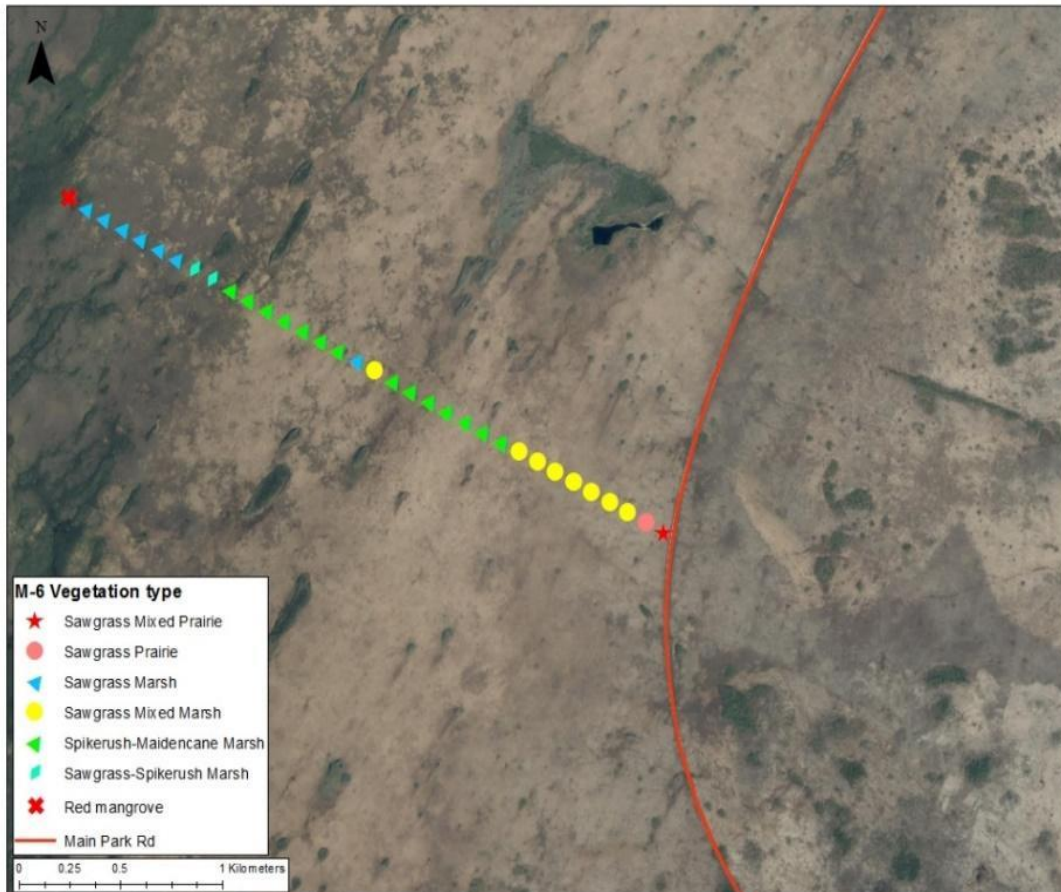 N
M-6 Vegetation type
Sawgrass Mixed Prairie
Sawgrass Prairie
Sawgrass Marsh
Sawgrass Mixed Marsh
Spikerush-Maidencane Marsh
Sawgrass-Spikerush Marsh
Red mangrove
Main Park Rd
0 0.25 0.5 1 Kilometers